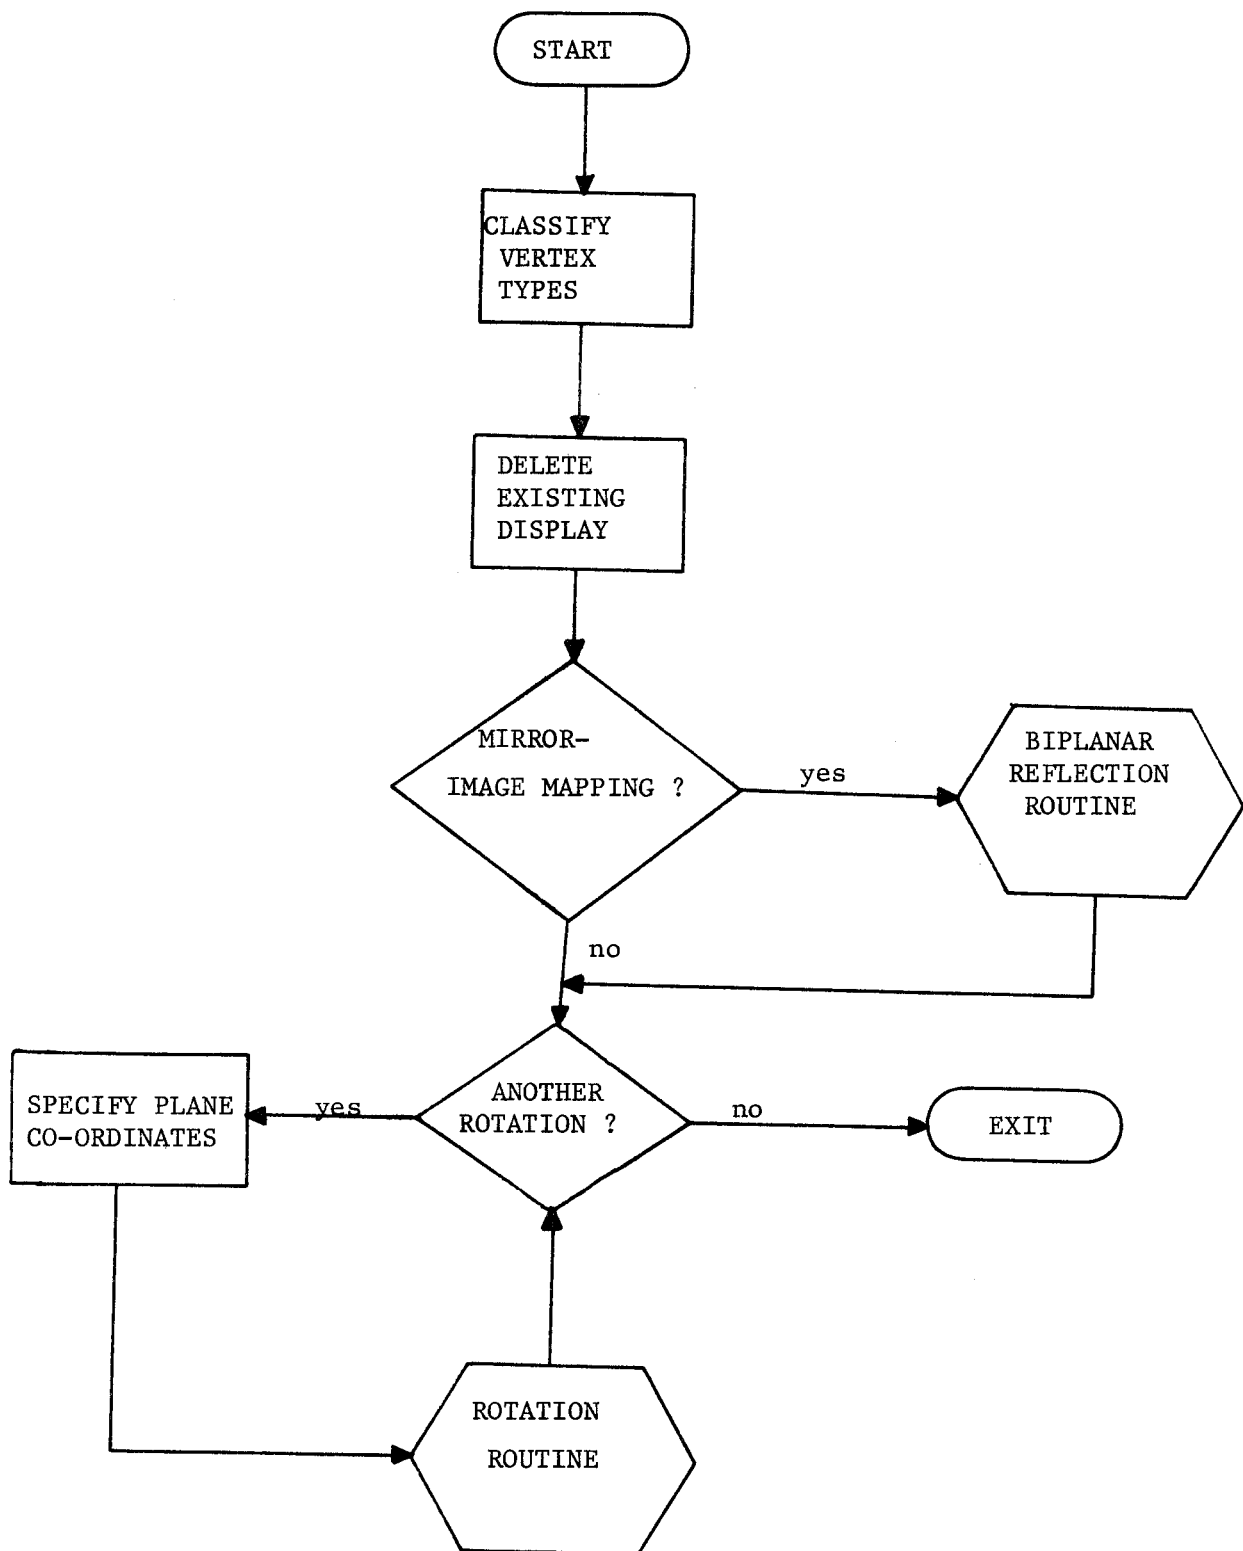 START
CLASSIFY
VERTEX
TYPES
DELETE
EXISTING
DISPLAY
MIRROR-
IMAGE MAPPING ?
yes
BIPLANAR
REFLECTION
ROUTINE
no
SPECIFY PLANE
CO-ORDINATES
yes
ANOTHER
ROTATION ?
no
EXIT
ROTATION
ROUTINE